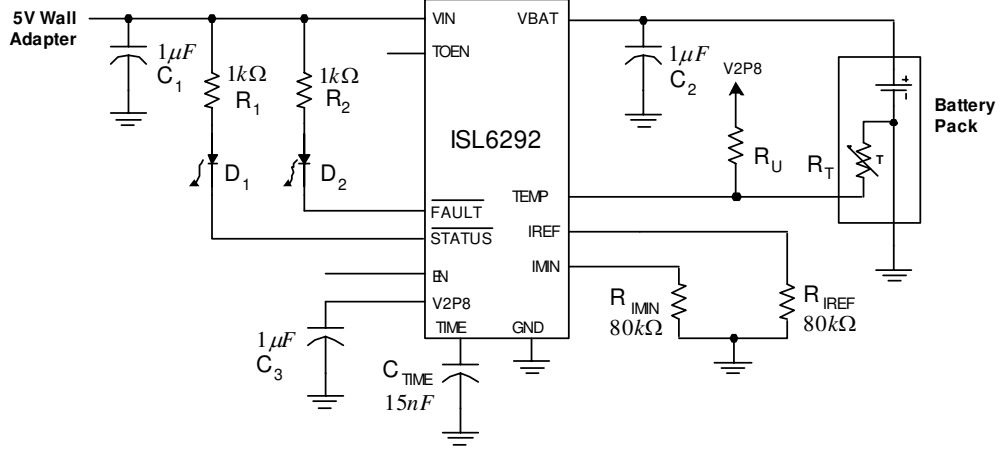 5V Wall
Adapter
1μF
C1
1kΩ
R1
1kΩ
R2
D1
D2
VIN
TOEN
ISL6292
FAULT
STATUS
EN
V2P8
TIME
GND
VBAT
TEMP
IREF
IMIN
1μF
C2
V2P8
RU
RT
T
+
Battery
Pack
RIMIN
80kΩ
RIREF
80kΩ
1μF
C3
CTIME
15nF